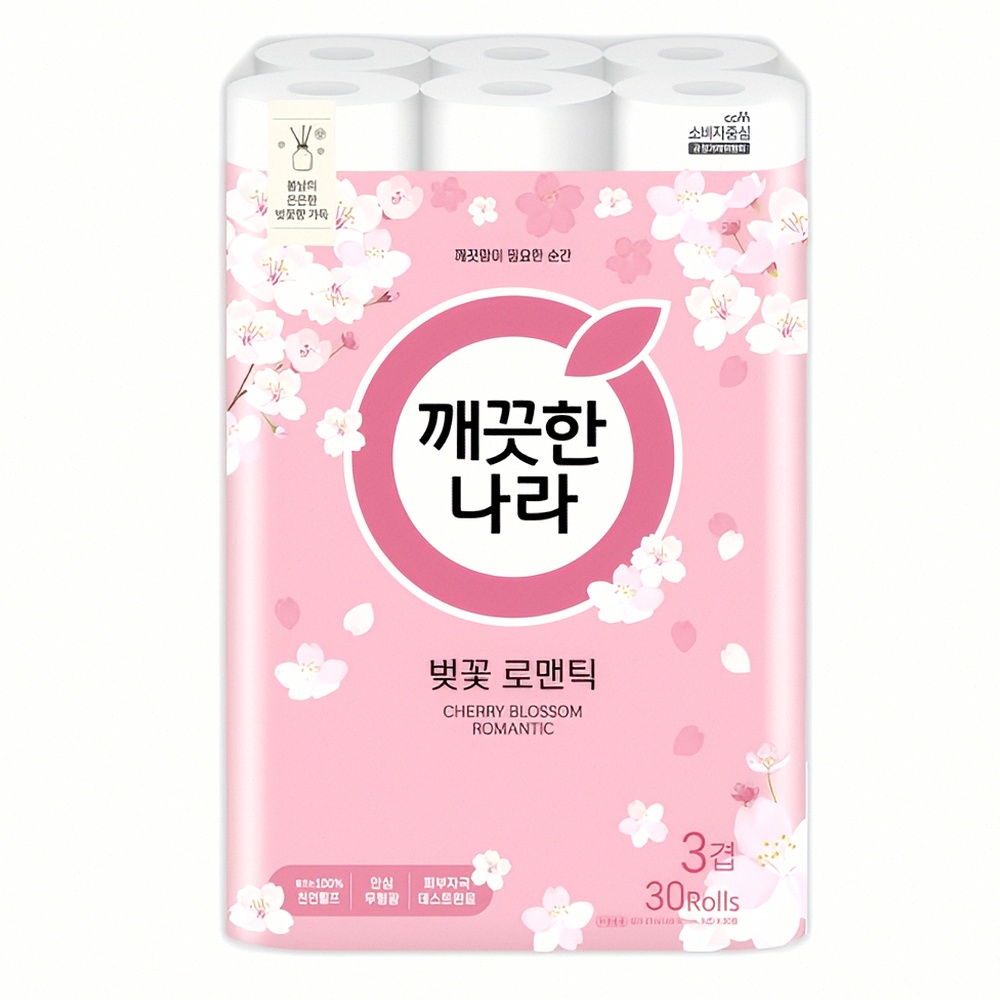 ccm
소비자중심
봄날의
은은한
벚꽃향 가득
깨끗함이 필요한 순간
깨끗한
나라
벚꽃 로맨틱
CHERRY BLOSSOM
ROMANTIC
3겹
30Rolls
100%
천연펄프
안심
무형광
피부자극
테스트완료